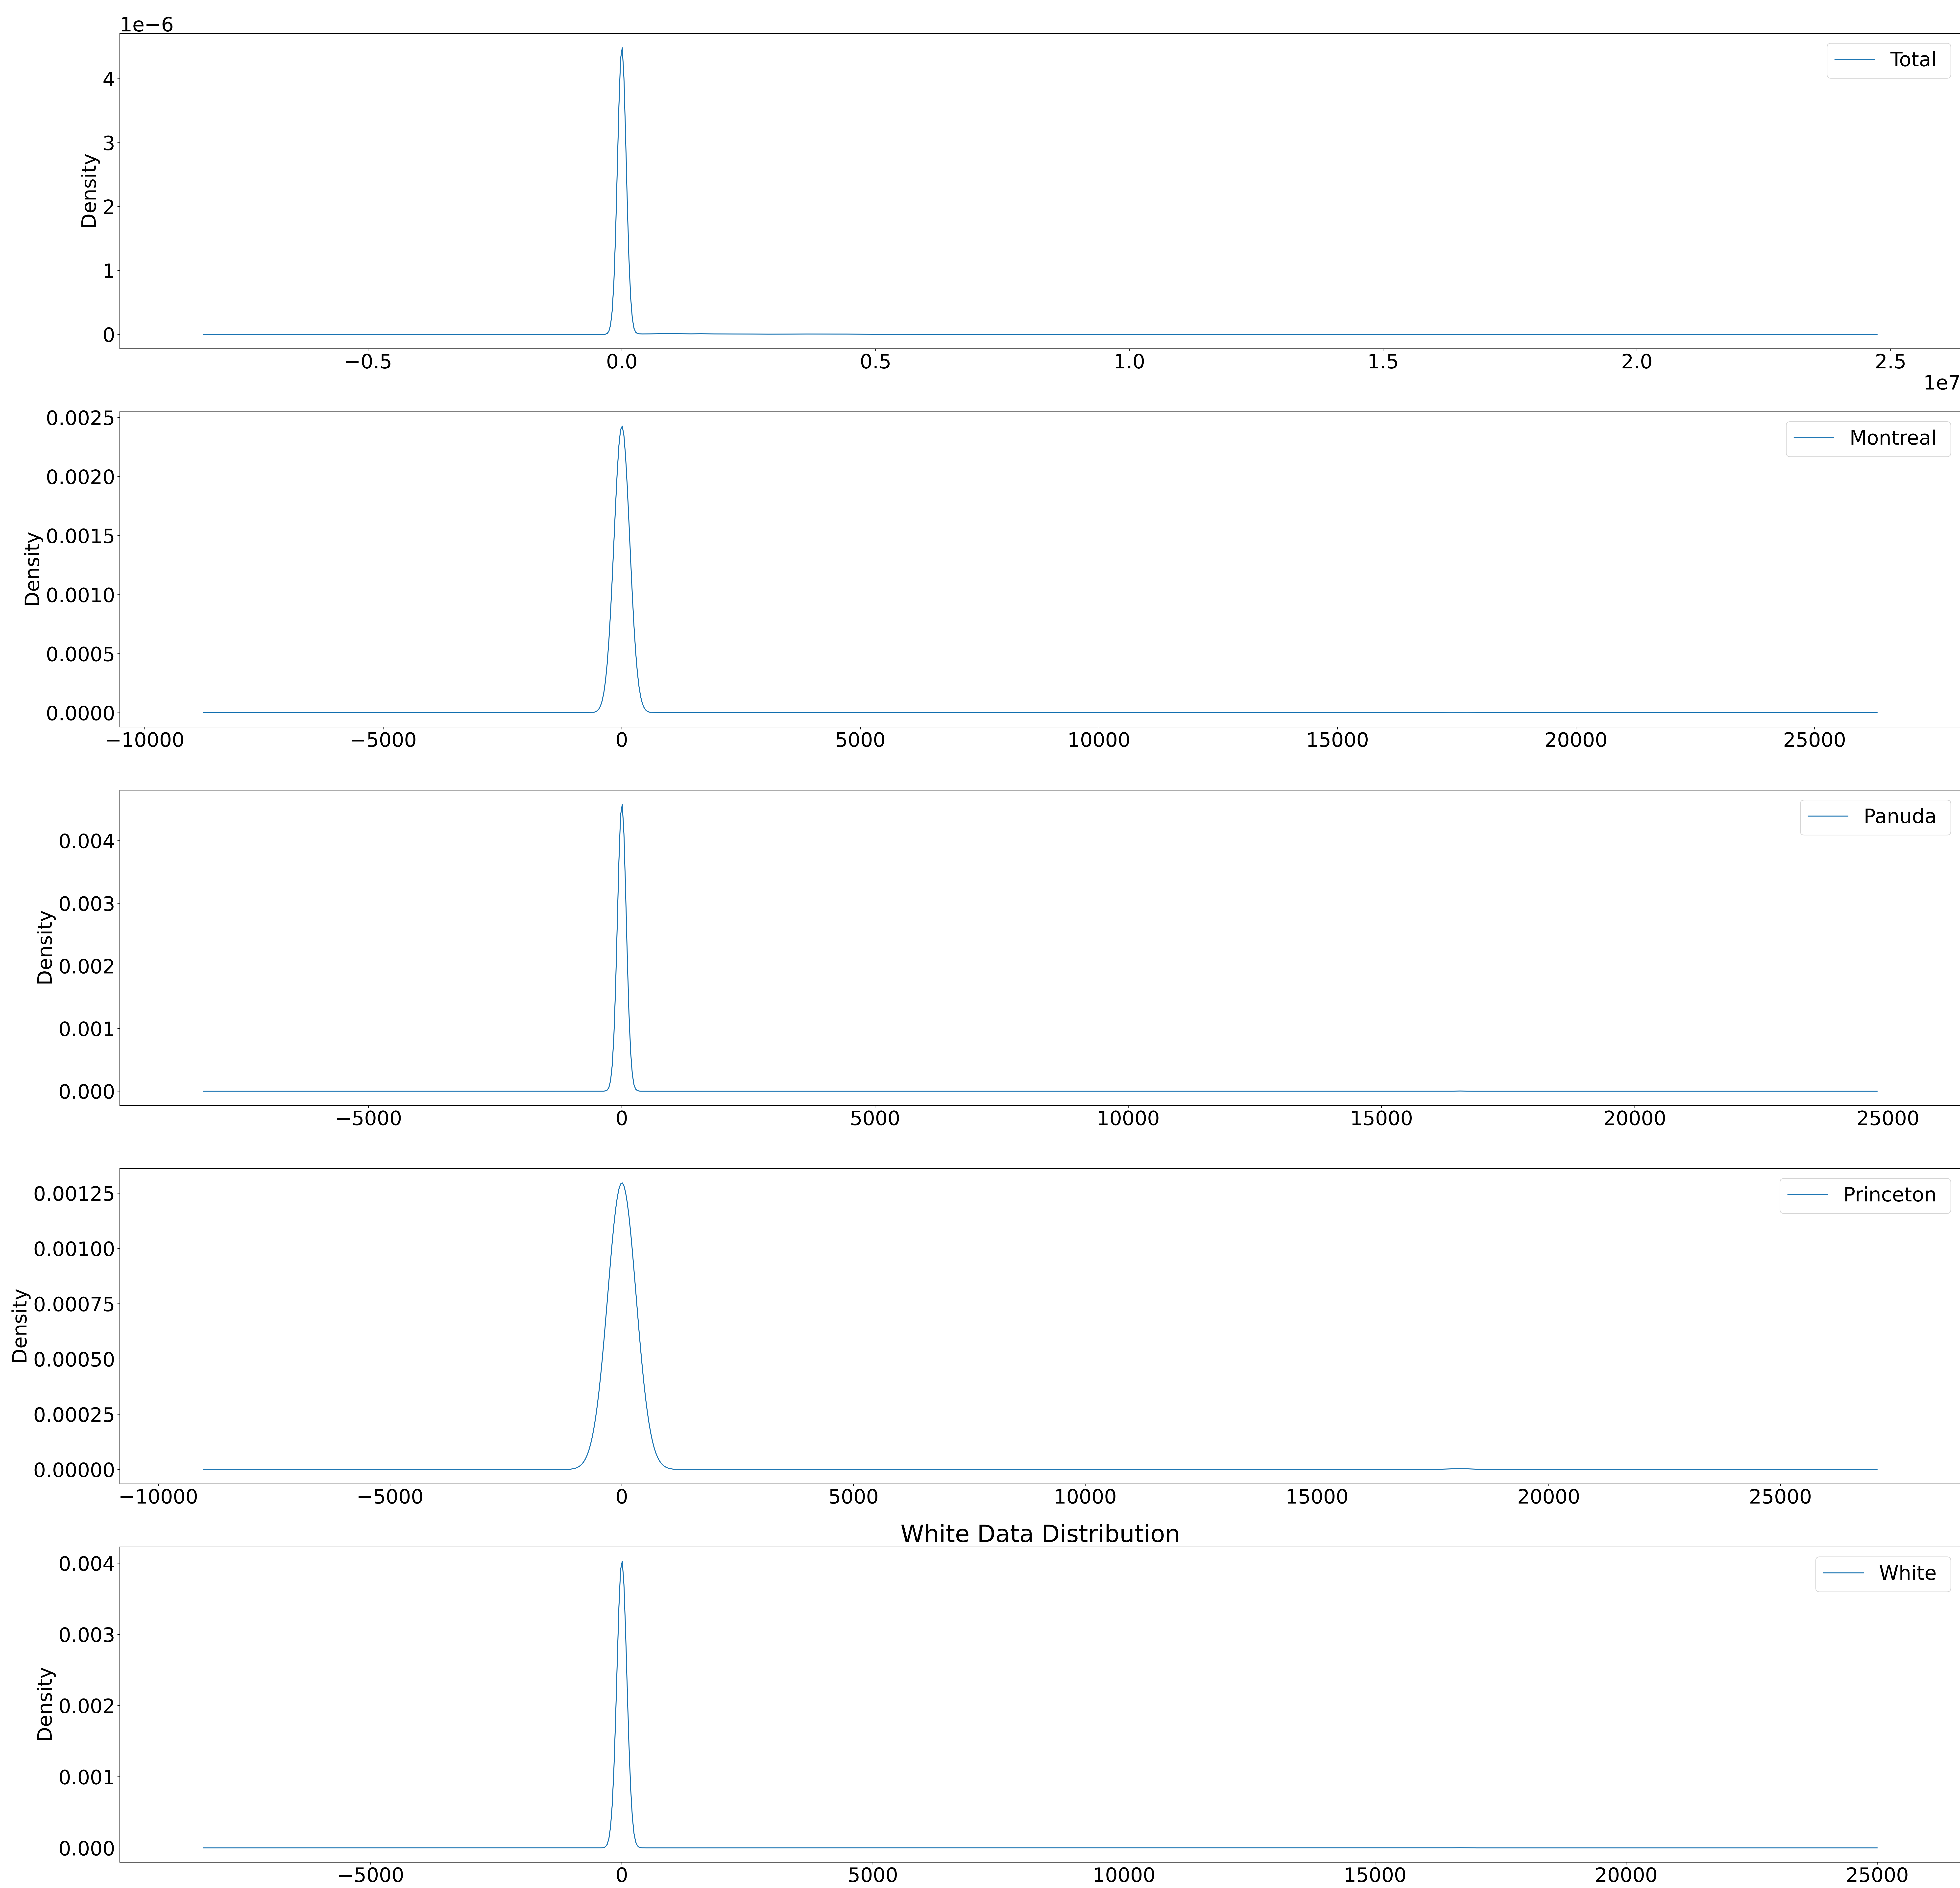 1e−6
Total
4
3
2
1
0
Density
−0.5 0.0 0.5 1.0 1.5 2.0 2.5
1e7
Montreal
0.0025
0.0020
0.0015
0.0010
0.0005
0.0000
Density
−10000 −5000 0 5000 10000 15000 20000 25000
Panuda
0.004
0.003
0.002
0.001
0.000
Density
−5000 0 5000 10000 15000 20000 25000
Princeton
0.00125
0.00100
0.00075
0.00050
0.00025
0.00000
Density
−10000 −5000 0 5000 10000 15000 20000 25000
White Data Distribution
White
0.004
0.003
0.002
0.001
0.000
Density
−5000 0 5000 10000 15000 20000 25000